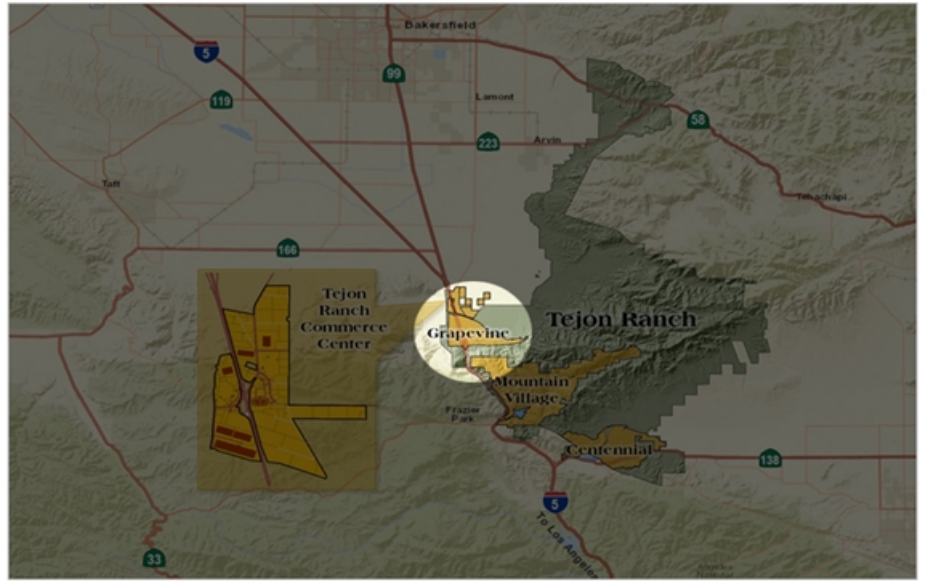 Bakersfield
5
99
Lamont
119
58
223
Arvin
Taft
Tehachapi
166
Tejon
Ranch
Commerce
Center
Grapevine
Tejon Ranch
Mountain
Village
Frazier
Park
Centennial
138
5
To Los Angeles
33